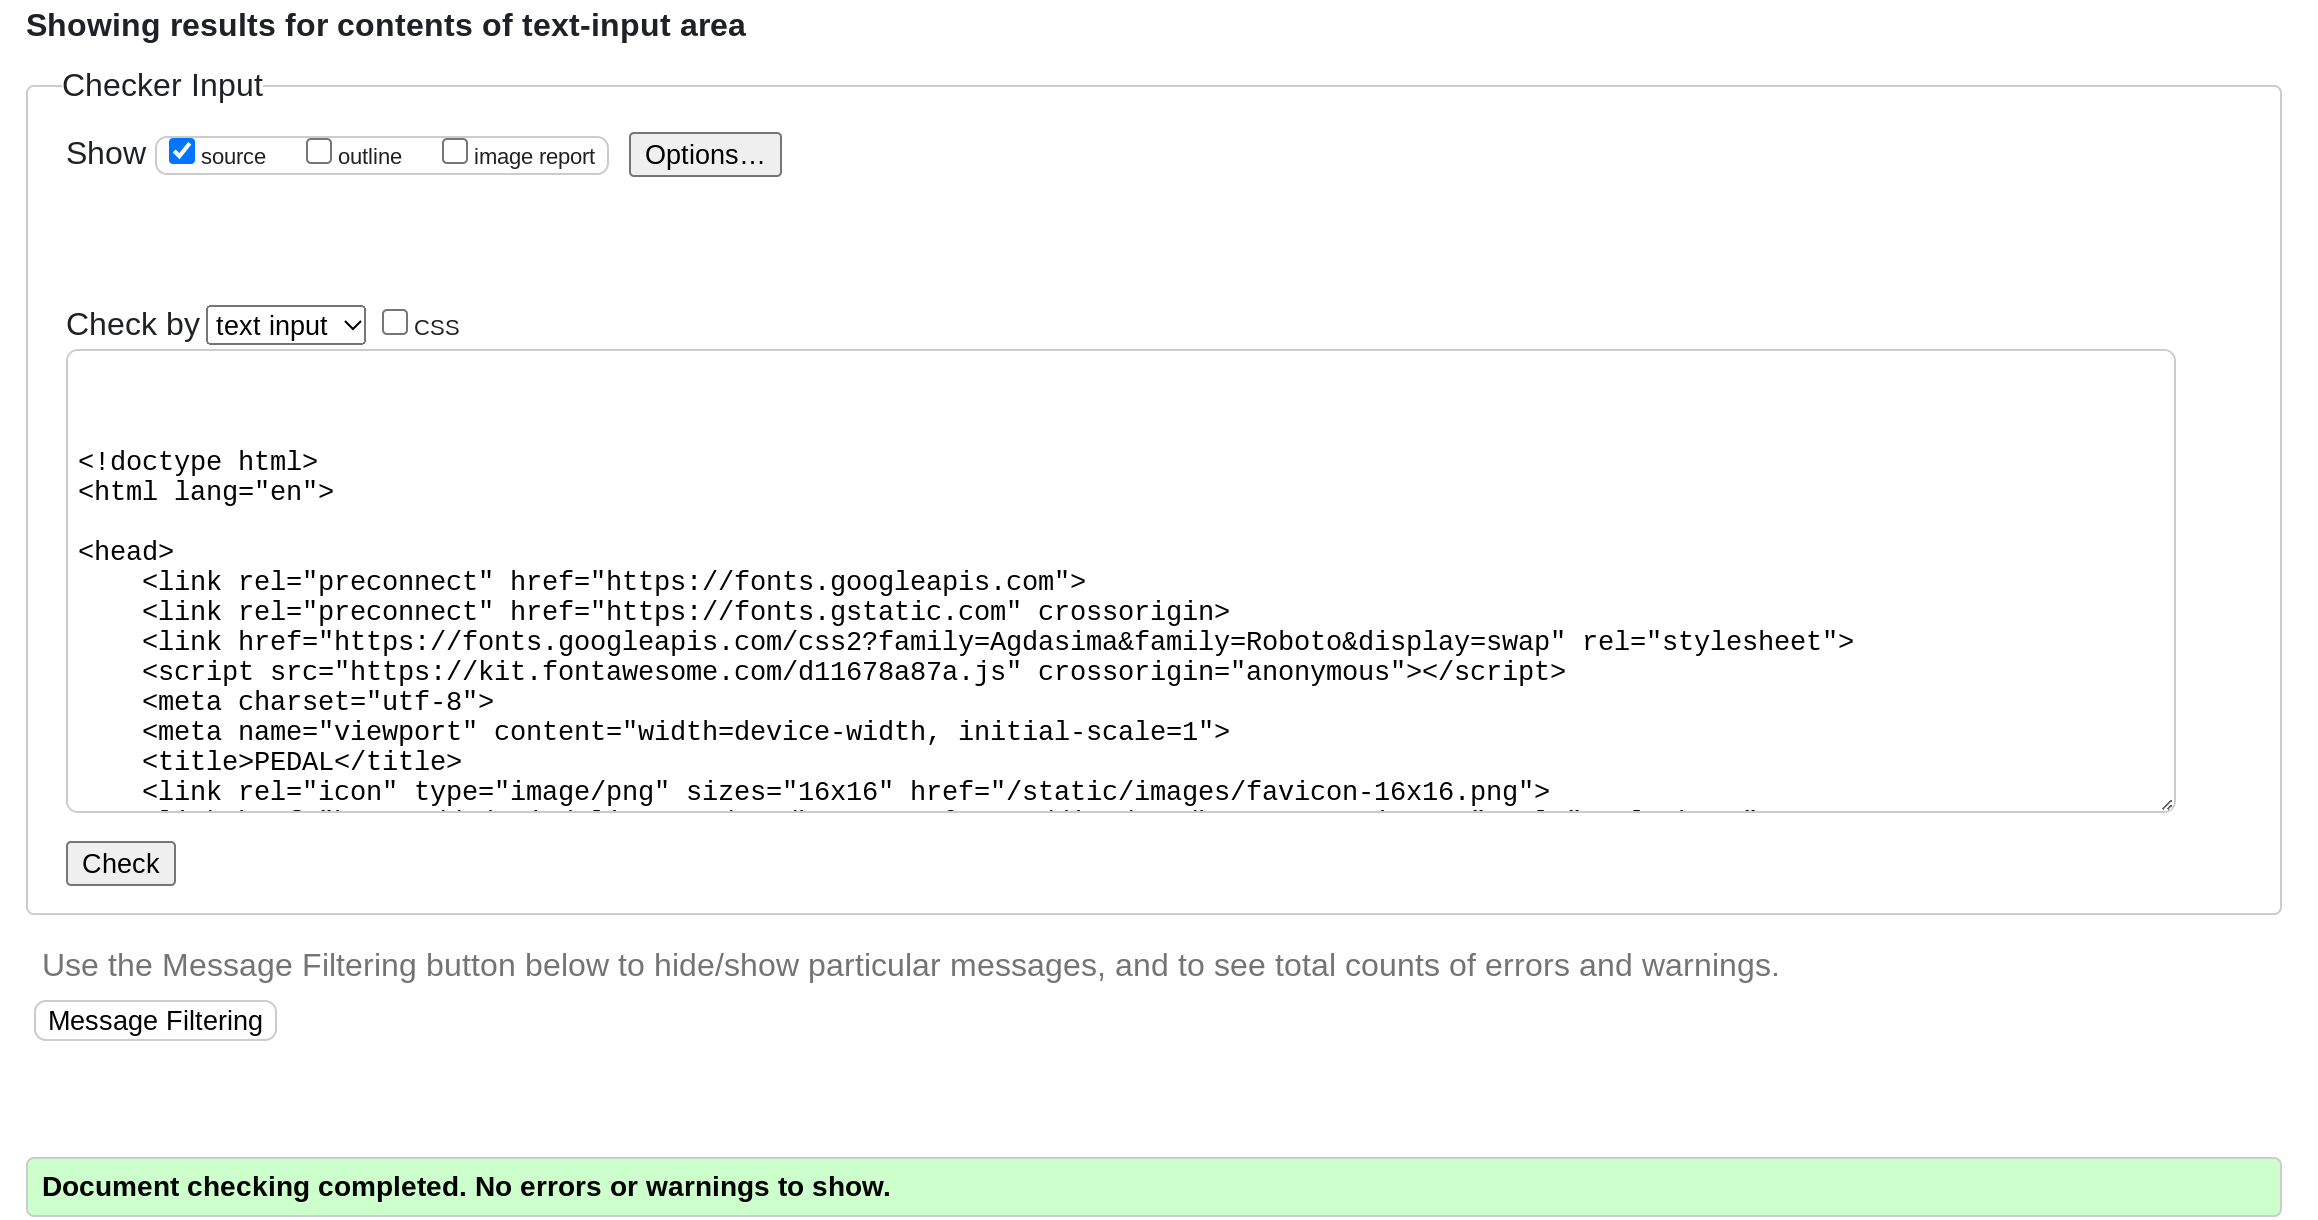 Showing results for contents of text-input area
Checker Input
Show source outline image report Options…
Check by text input CSS
<!doctype html>
<html lang="en">
<head>
<link rel="preconnect" href="https://fonts.googleapis.com">
<link rel="preconnect" href="https://fonts.gstatic.com" crossorigin>
<link href="https://fonts.googleapis.com/css2?family=Agdasima&family=Roboto&display=swap" rel="stylesheet">
<script src="https://kit.fontawesome.com/d11678a87a.js" crossorigin="anonymous"></script>
<meta charset="utf-8">
<meta name="viewport" content="width=device-width, initial-scale=1">
<title>PEDAL</title>
<link rel="icon" type="image/png" sizes="16x16" href="/static/images/favicon-16x16.png">
Check
Use the Message Filtering button below to hide/show particular messages, and to see total counts of errors and warnings.
Message Filtering
Document checking completed. No errors or warnings to show.